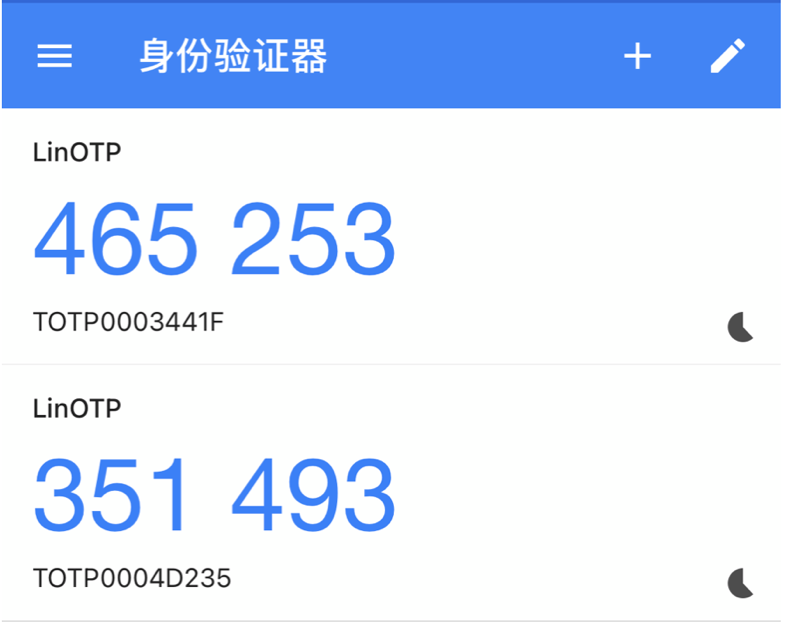 身份验证器
LinOTP
465 253
TOTP0003441F
LinOTP
351 493
TOTP0004D235